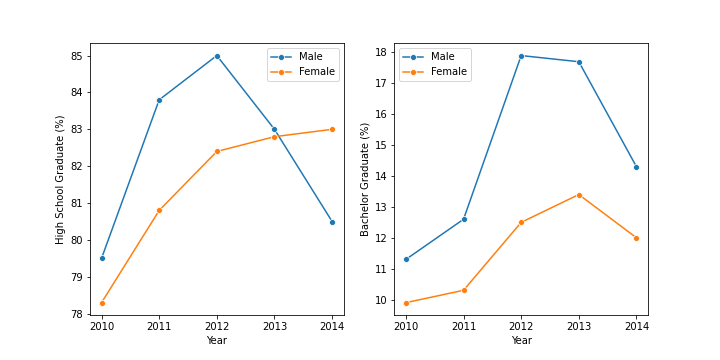 High School Graduate (%)
85
84
83
82
81
80
79
78
2010 2011 2012 2013 2014
Year
Male
Female
Bachelor Graduate (%)
18
17
16
15
14
13
12
11
10
2010 2011 2012 2013 2014
Year
Male
Female